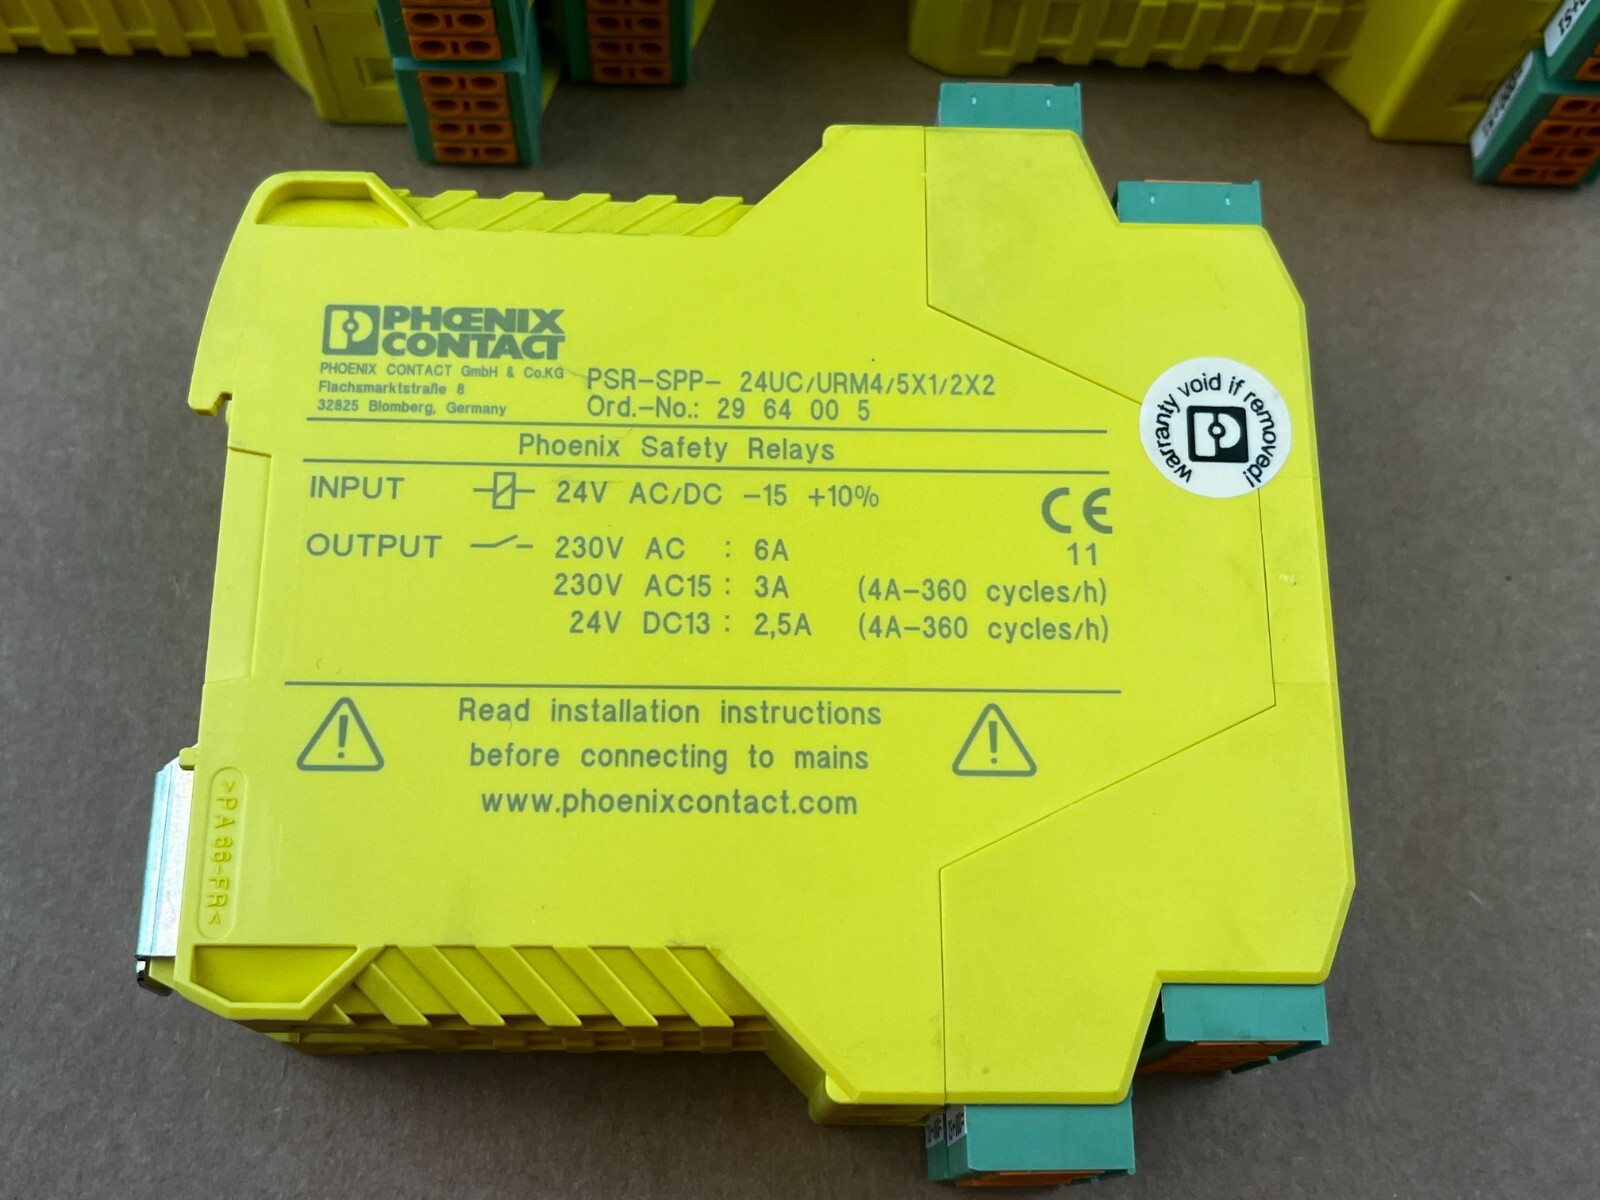 PHŒNIX
CONTACT
PHOENIX CONTACT GmbH & Co.KG
Flachsmarktstraße 8
32825 Blomberg, Germany
PSR-SPP- 24UC/URM4/5X1/2X2
Ord.-No.: 29 64 00 5
Phoenix Safety Relays
INPUT 24V AC/DC -15 +10%
OUTPUT 230V AC : 6A
230V AC15 : 3A (4A-360 cycles/h)
24V DC13 : 2,5A (4A-360 cycles/h)
CE
11
warranty void if removed!
Read installation instructions
before connecting to mains
www.phoenixcontact.com
>PA66-FR<